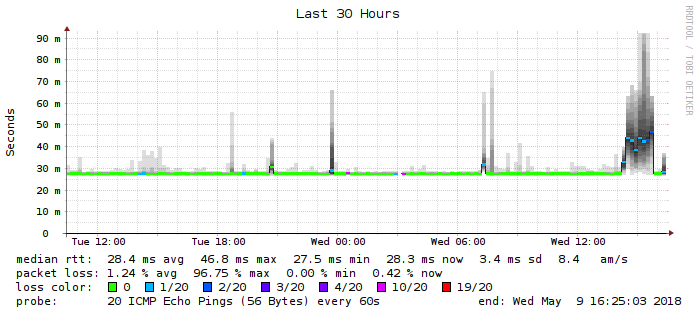 Last 30 Hours
RRDTOOL / TOBI OETIKER
Seconds
90 m
80 m
70 m
60 m
50 m
40 m
30 m
20 m
10 m
0
Tue 12:00 Tue 18:00 Wed 00:00 Wed 06:00 Wed 12:00
median rtt: 28.4 ms avg 46.8 ms max 27.5 ms min 28.3 ms now 3.4 ms sd 8.4 am/s
packet loss: 1.24 % avg 96.75 % max 0.00 % min 0.42 % now
loss color: 0 1/20 2/20 3/20 4/20 10/20 19/20
probe: 20 ICMP Echo Pings (56 Bytes) every 60s end: Wed May 9 16:25:03 2018